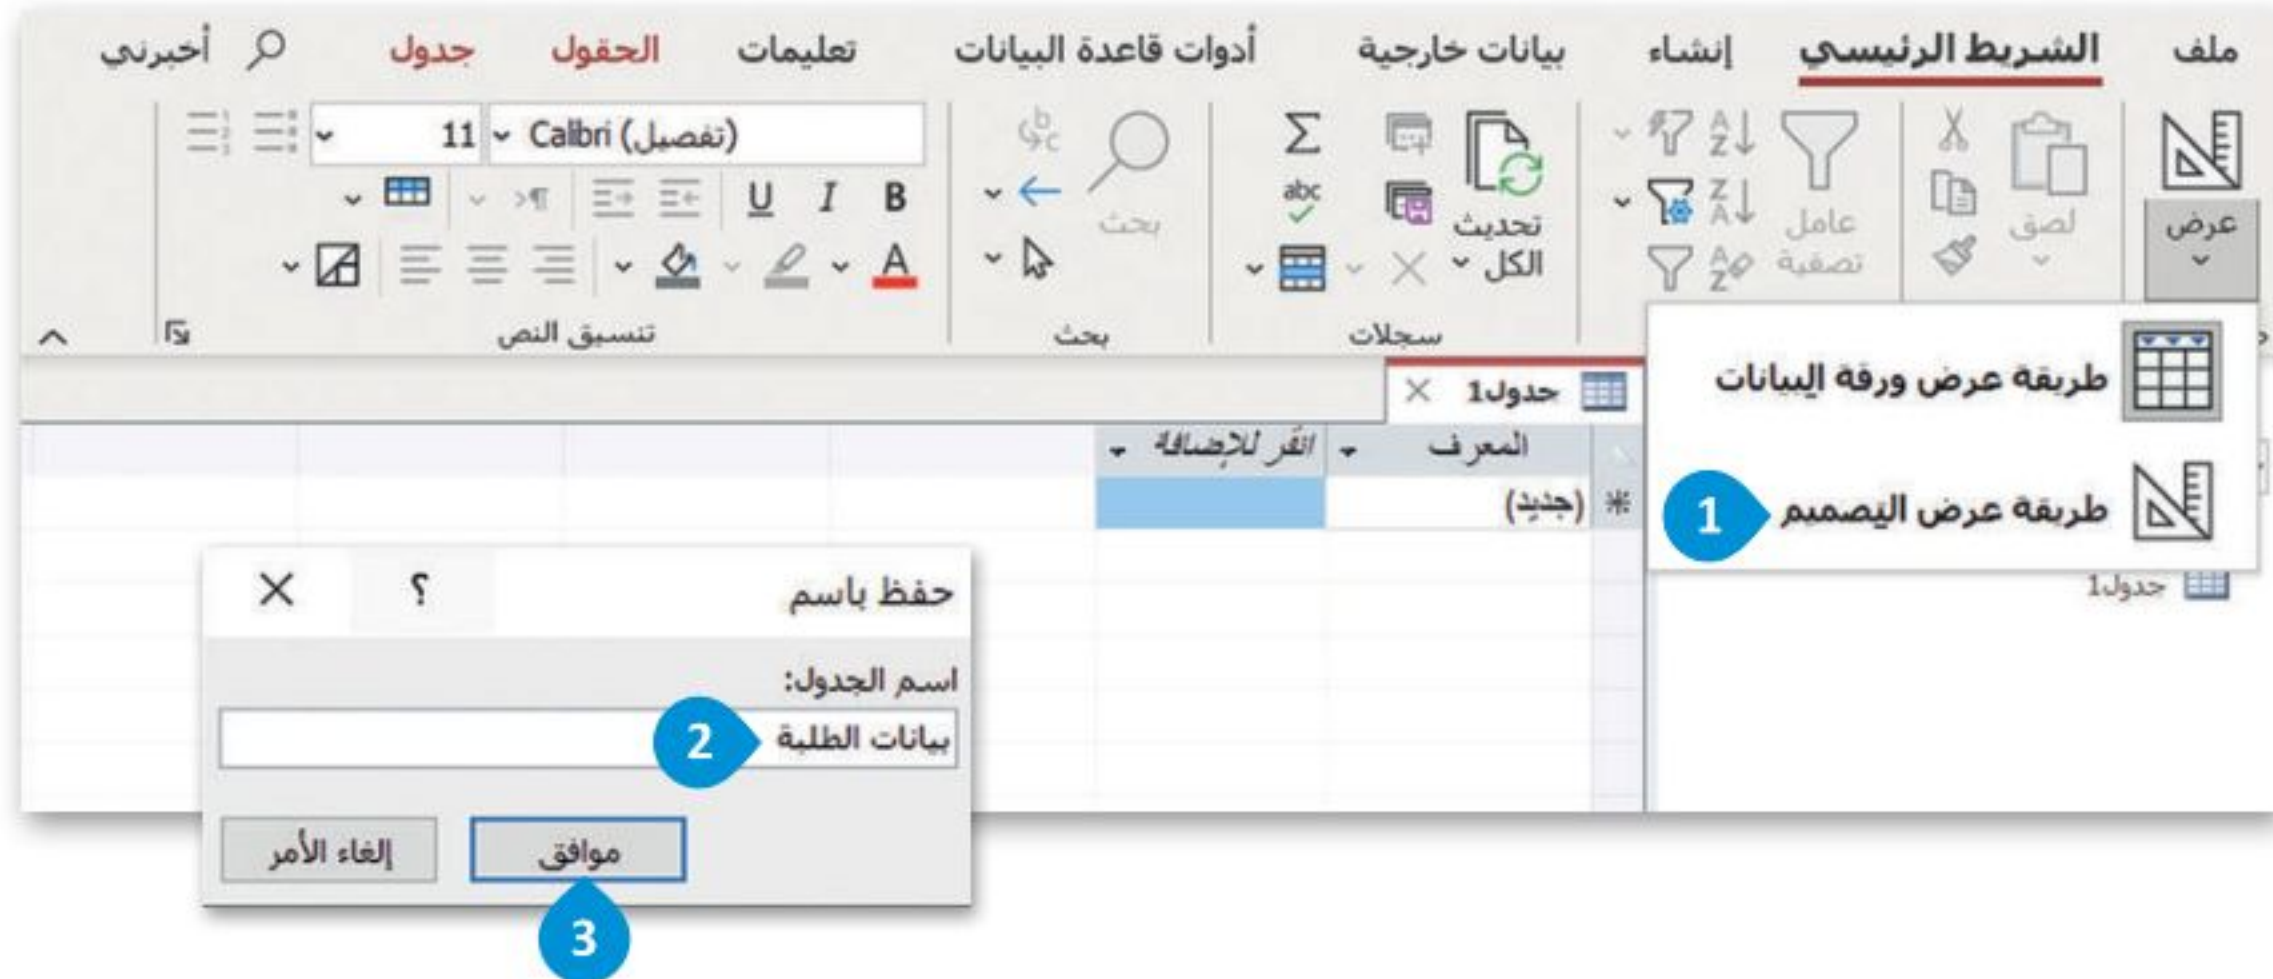 ملف الشريط الرئيسي إنشاء بيانات خارجية أدوات قاعدة البيانات تعليمات الحقول جدول أخبرني
عرض
لصق
عامل
تصفية
تحديث
الكل
abc
بحث
Calibri (تفصيل) 11
B I U
A
سجلات
بحث
تنسيق النص
طريقة عرض ورقة البيانات
1 طريقة عرض التصميم
جدول1
جدول1
المعرف انقر للإضافة
(جديد)
حفظ باسم ؟
اسم الجدول:
بيانات الطلبة 2
موافق إلغاء الأمر
3